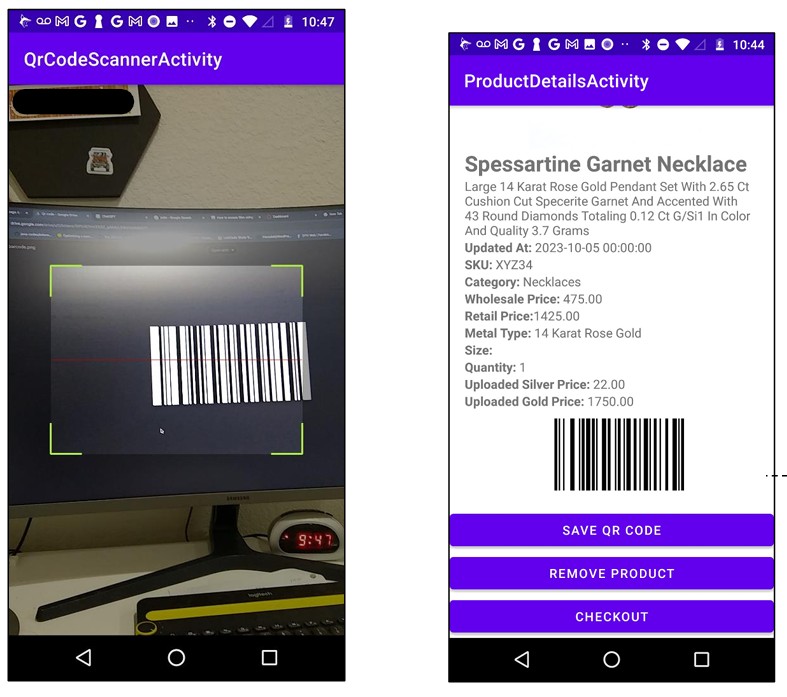 10:47
QrCodeScannerActivity
SAMSUNG
9:47
logitech
10:44
ProductDetailsActivity
Spessartine Garnet Necklace
Large 14 Karat Rose Gold Pendant Set With 2.65 Ct
Cushion Cut Specerite Garnet And Accented With
43 Round Diamonds Totaling 0.12 Ct G/Si1 In Color
And Quality 3.7 Grams
Updated At: 2023-10-05 00:00:00
SKU: XYZ34
Category: Necklaces
Wholesale Price: 475.00
Retail Price:1425.00
Metal Type: 14 Karat Rose Gold
Size:
Quantity: 1
Uploaded Silver Price: 22.00
Uploaded Gold Price: 1750.00
SAVE QR CODE
REMOVE PRODUCT
CHECKOUT